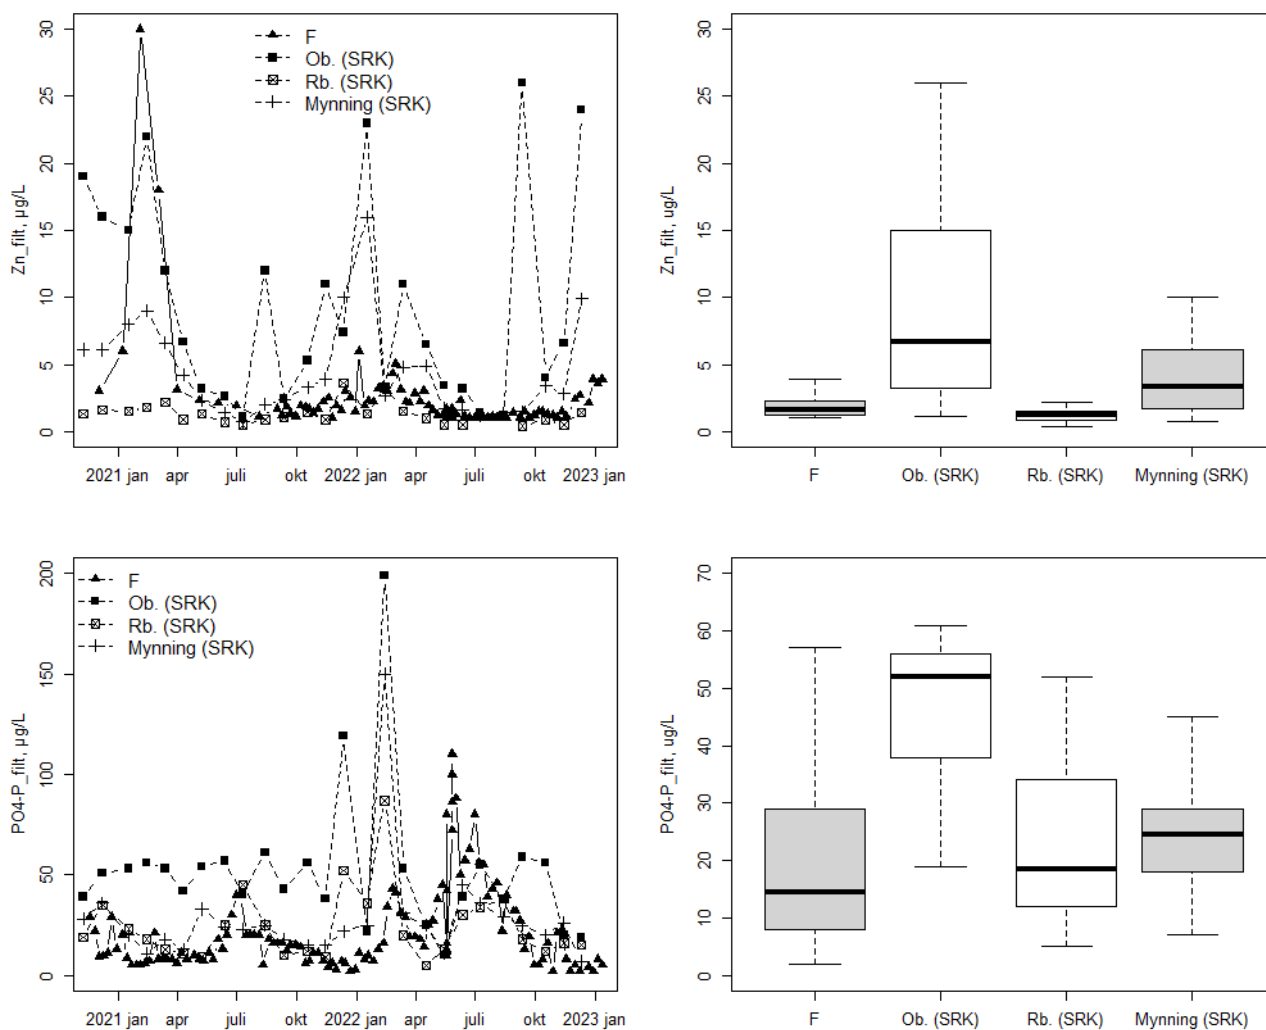 Zn_filt, µg/L
30
25
20
15
10
5
0
F
Ob. (SRK)
Rb. (SRK)
Mynning (SRK)
2021 jan apr juli okt 2022 jan apr juli okt 2023 jan
Zn_filt, ug/L
30
25
20
15
10
5
0
F Ob. (SRK) Rb. (SRK) Mynning (SRK)
PO4-P_filt, µg/L
200
150
100
50
0
F
Ob. (SRK)
Rb. (SRK)
Mynning (SRK)
2021 jan apr juli okt 2022 jan apr juli okt 2023 jan
PO4-P_filt, ug/L
70
60
50
40
30
20
10
0
F Ob. (SRK) Rb. (SRK) Mynning (SRK)